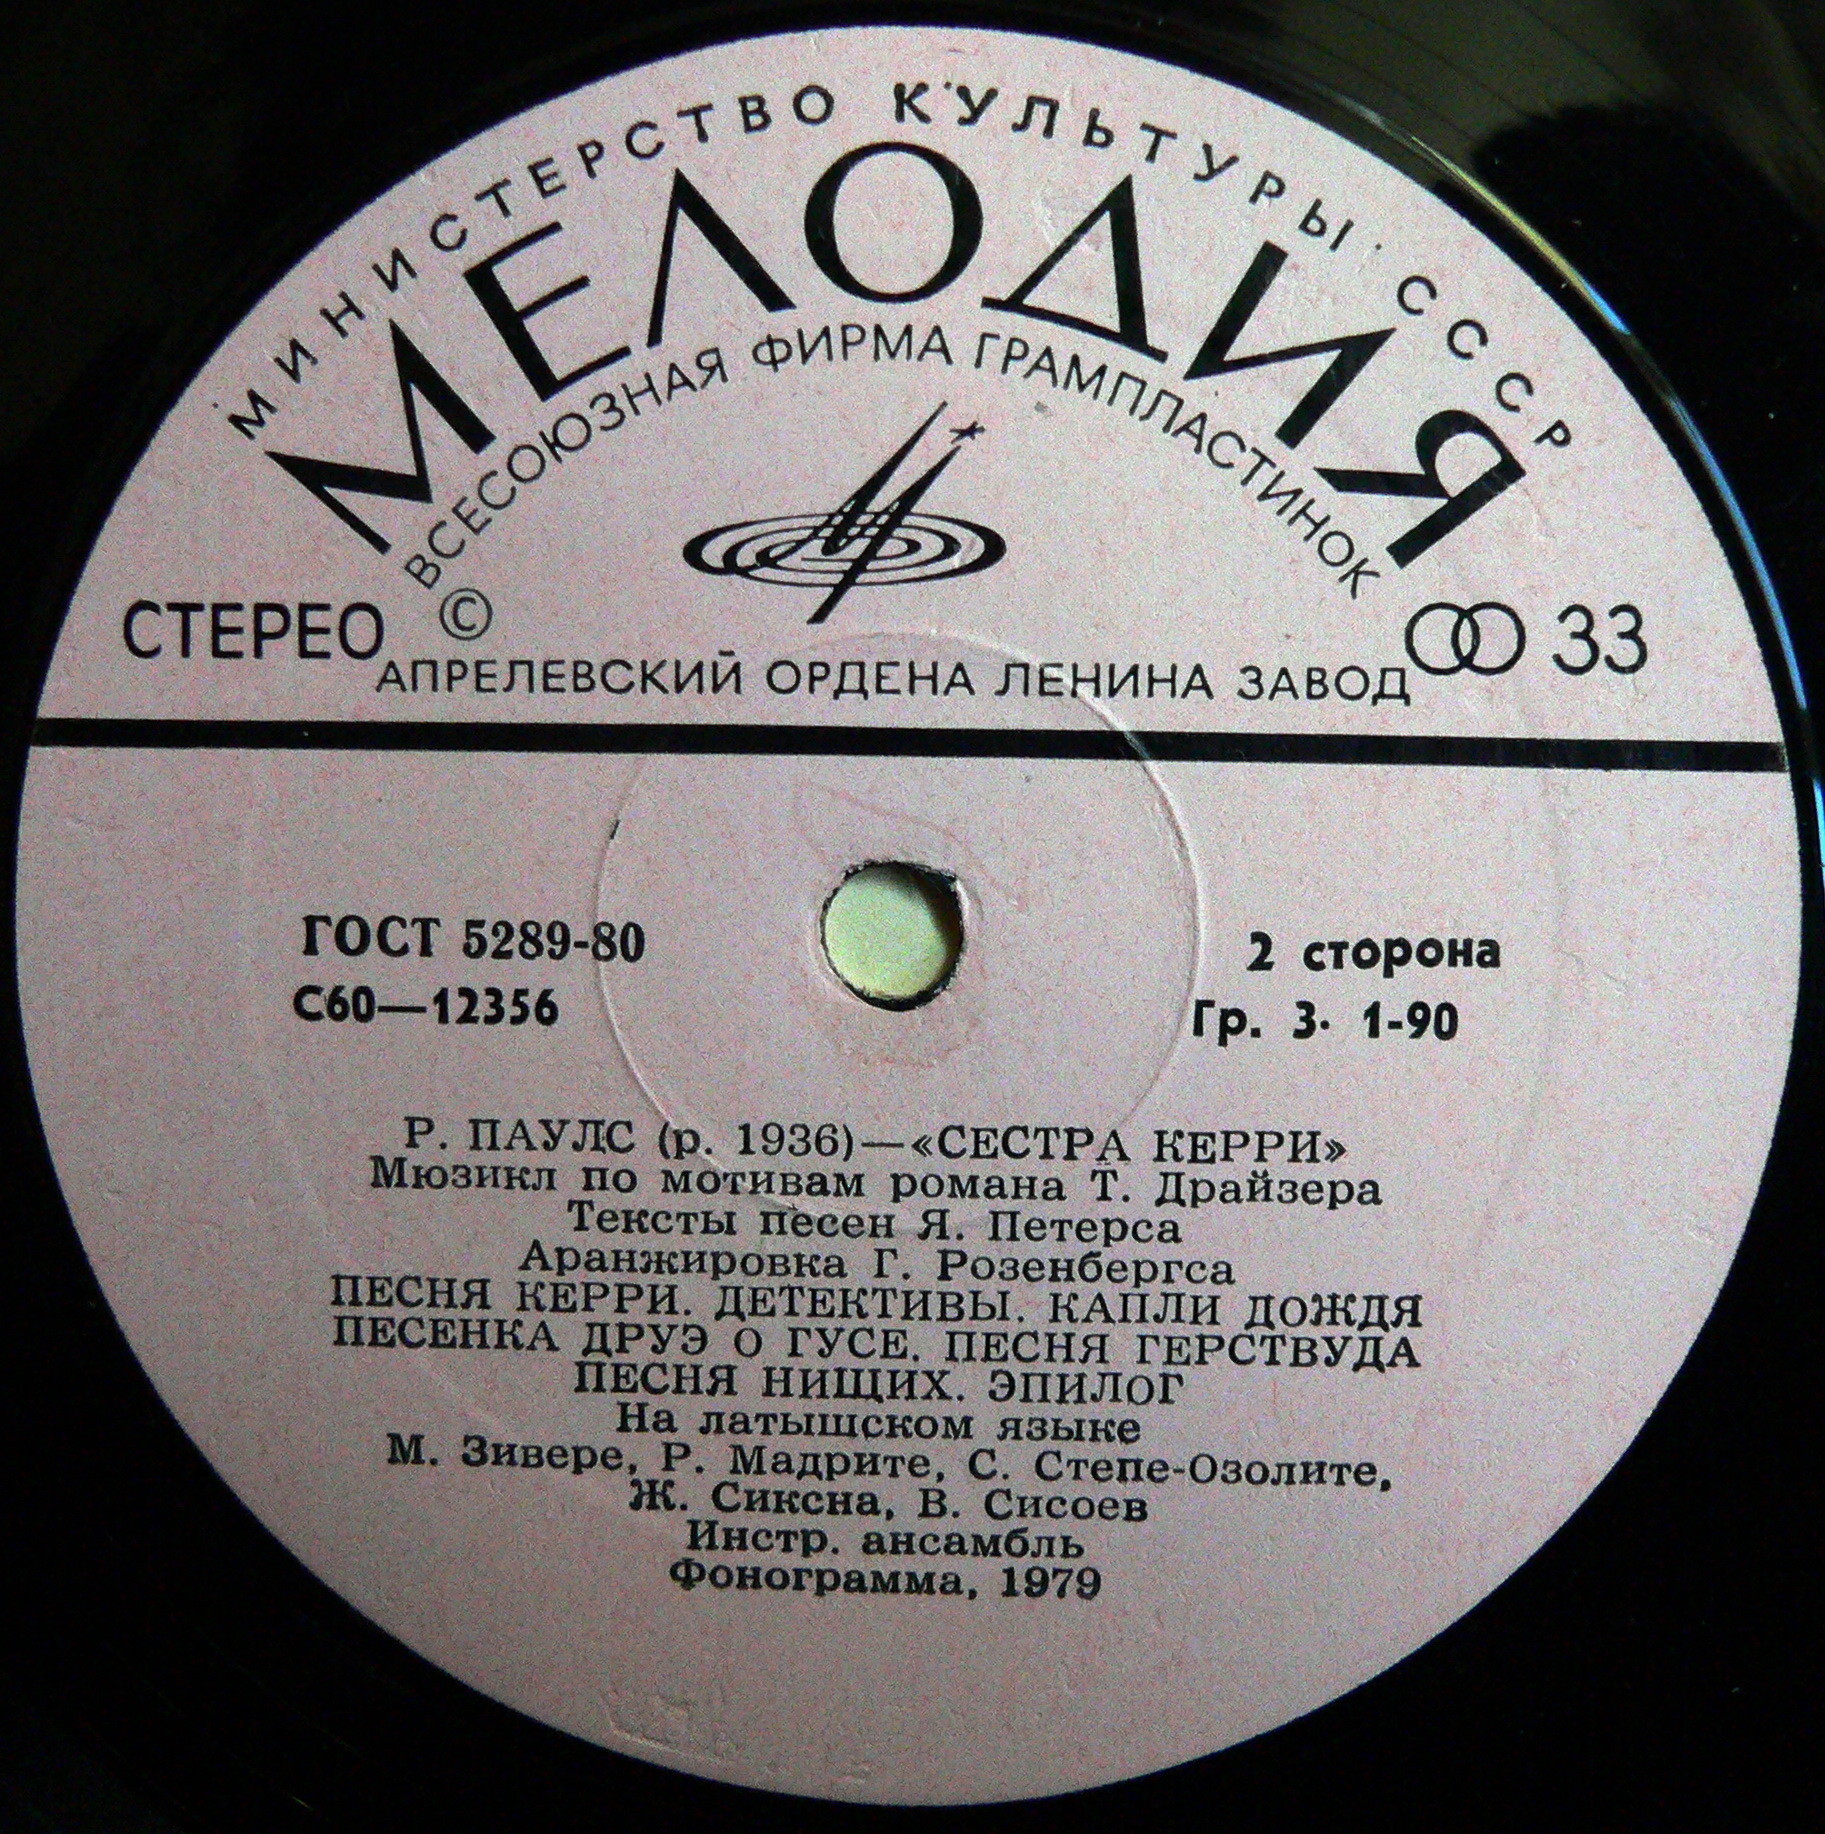 МИНИСТЕРСТВО КУЛЬТУРЫ СССР
МЕЛОДИЯ
ВСЕСОЮЗНАЯ ФИРМА ГРАМПЛАСТИНОК
СТЕРЕО © 33
АПРЕЛЕВСКИЙ ОРДЕНА ЛЕНИНА ЗАВОД
ГОСТ 5289-80
С60—12356
2 сторона
Гр. 3. 1-90
Р. ПАУЛС (р. 1936)—«СЕСТРА КЕРРИ»
Мюзикл по мотивам романа Т. Драйзера
Тексты песен Я. Петерса
Аранжировка Г. Розенбергса
ПЕСНЯ КЕРРИ. ДЕТЕКТИВЫ. КАПЛИ ДОЖДЯ
ПЕСЕНКА ДРУЭ О ГУСЕ. ПЕСНЯ ГЕРСТВУДА
ПЕСНЯ НИЩИХ. ЭПИЛОГ
На латышском языке
М. Зивере, Р. Мадрите, С. Степе-Озолите,
Ж. Сиксна, В. Сисоев
Инстр. ансамбль
Фонограмма, 1979